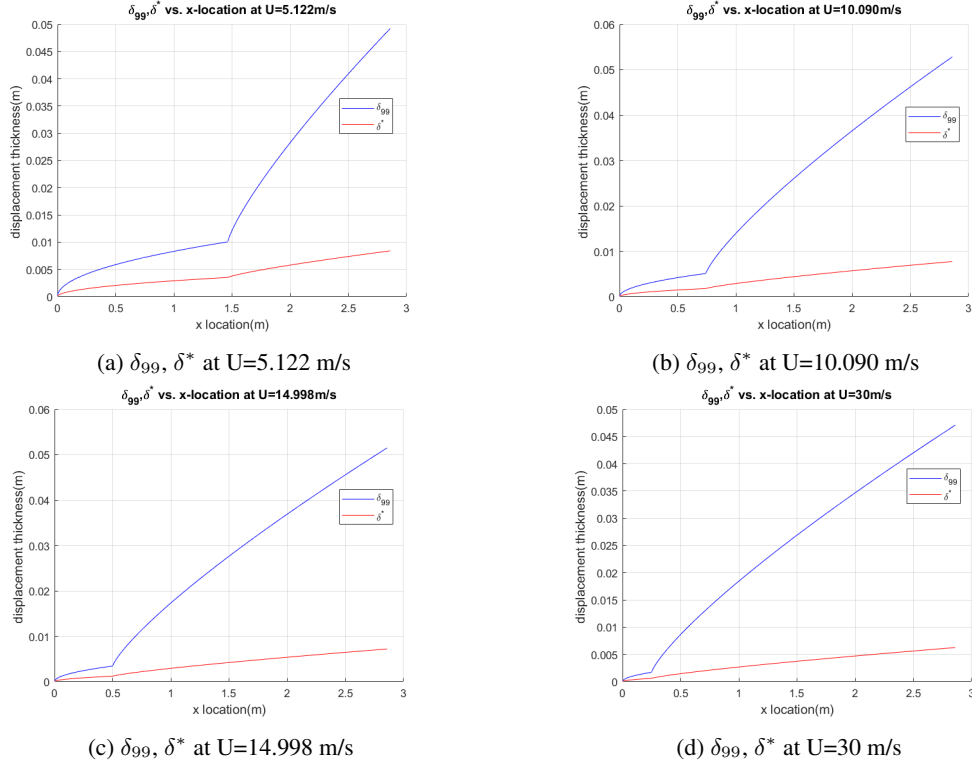 δ99,δ* vs. x-location at U=5.122m/s
displacement thickness(m)
0.05
0.045
0.04
0.035
0.03
0.025
0.02
0.015
0.01
0.005
0
δ99
δ*
0 0.5 1 1.5 2 2.5 3
x location(m)
(a) δ99, δ* at U=5.122 m/s
δ99,δ* vs. x-location at U=10.090m/s
displacement thickness(m)
0.06
0.05
0.04
0.03
0.02
0.01
0
δ99
δ*
0 0.5 1 1.5 2 2.5 3
x location(m)
(b) δ99, δ* at U=10.090 m/s
δ99,δ* vs. x-location at U=14.998m/s
displacement thickness(m)
0.06
0.05
0.04
0.03
0.02
0.01
0
δ99
δ*
0 0.5 1 1.5 2 2.5 3
x location(m)
(c) δ99, δ* at U=14.998 m/s
δ99,δ* vs. x-location at U=30m/s
displacement thickness(m)
0.05
0.045
0.04
0.035
0.03
0.025
0.02
0.015
0.01
0.005
0
δ99
δ*
0 0.5 1 1.5 2 2.5 3
x location(m)
(d) δ99, δ* at U=30 m/s